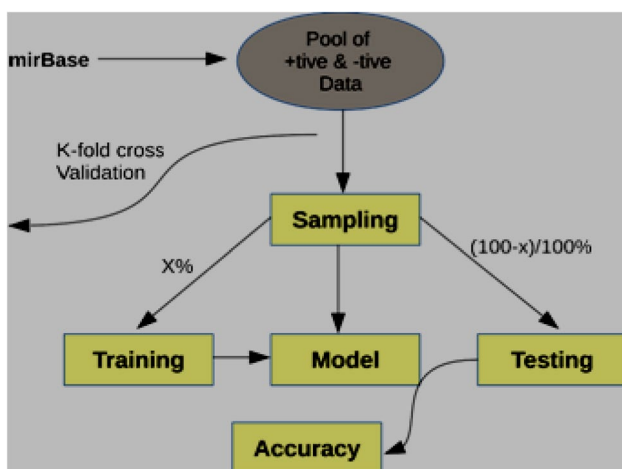 Pool of
+tive & -tive
Data
mirBase
K-fold cross
Validation
Sampling
X%
(100-x)/100%
Training
Model
Testing
Accuracy